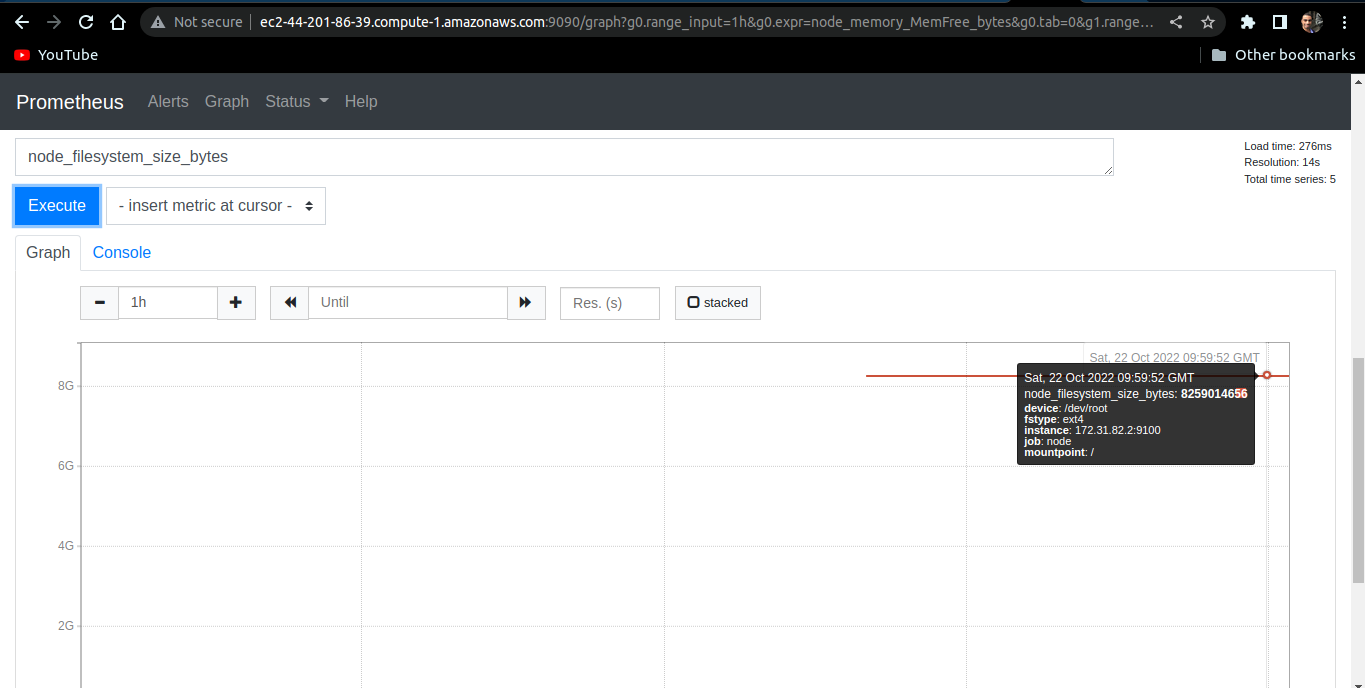 Not secure ec2-44-201-86-39.compute-1.amazonaws.com:9090/graph?g0.range_input=1h&g0.expr=node_memory_MemFree_bytes&g0.tab=0&g1.range...
YouTube
Other bookmarks
Prometheus Alerts Graph Status Help
node_filesystem_size_bytes
Load time: 276ms
Resolution: 14s
Total time series: 5
Execute
- insert metric at cursor -
Graph Console
1h
Until
Res. (s)
stacked
Sat, 22 Oct 2022 09:59:52 GMT
Sat, 22 Oct 2022 09:59:52 GMT
node_filesystem_size_bytes: 8259014656
device: /dev/root
fstype: ext4
instance: 172.31.82.2:9100
job: node
mountpoint: /
8G
6G
4G
2G